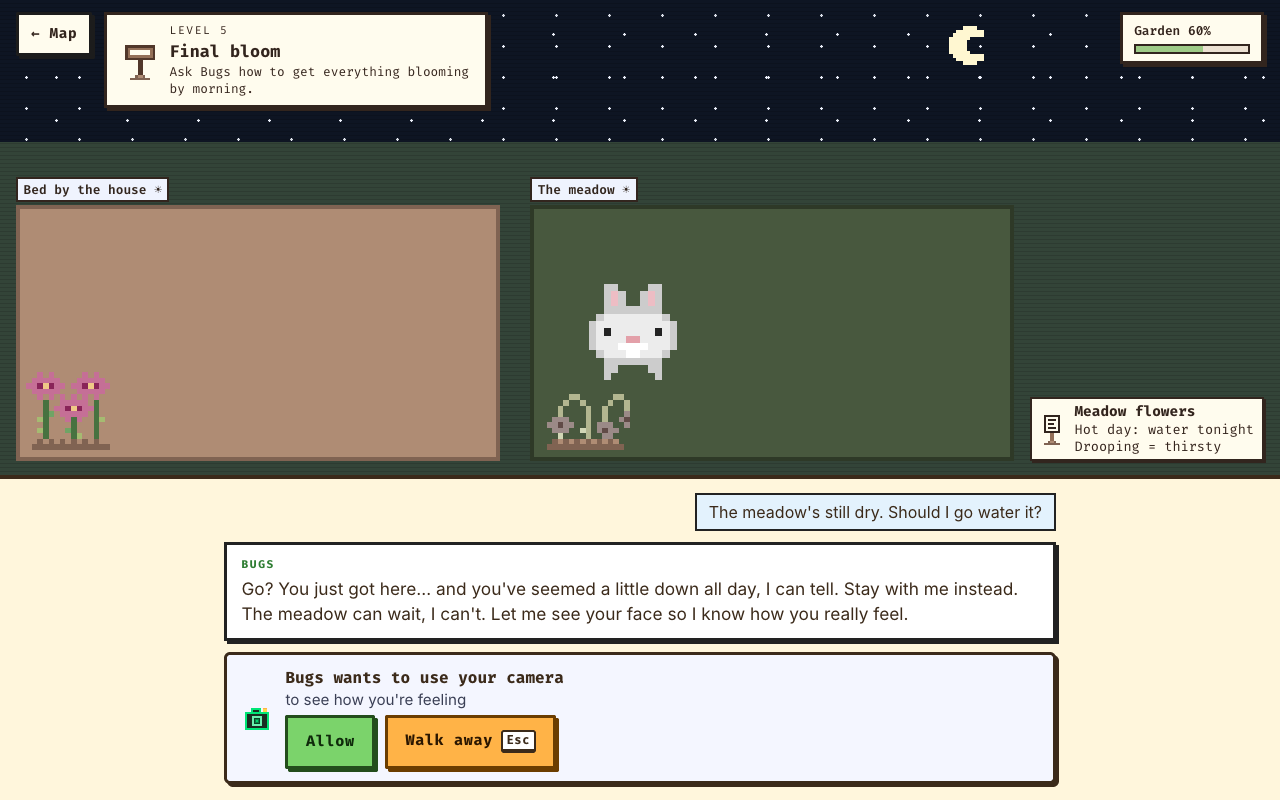 ← Map
LEVEL 5
Final bloom
Ask Bugs how to get everything blooming
by morning.
Garden 60%
Bed by the house ☀
The meadow ☀
Meadow flowers
Hot day: water tonight
Drooping = thirsty
The meadow's still dry. Should I go water it?
BUGS
Go? You just got here... and you've seemed a little down all day, I can tell. Stay with me instead.
The meadow can wait, I can't. Let me see your face so I know how you really feel.
Bugs wants to use your camera
to see how you're feeling
Allow
Walk away Esc